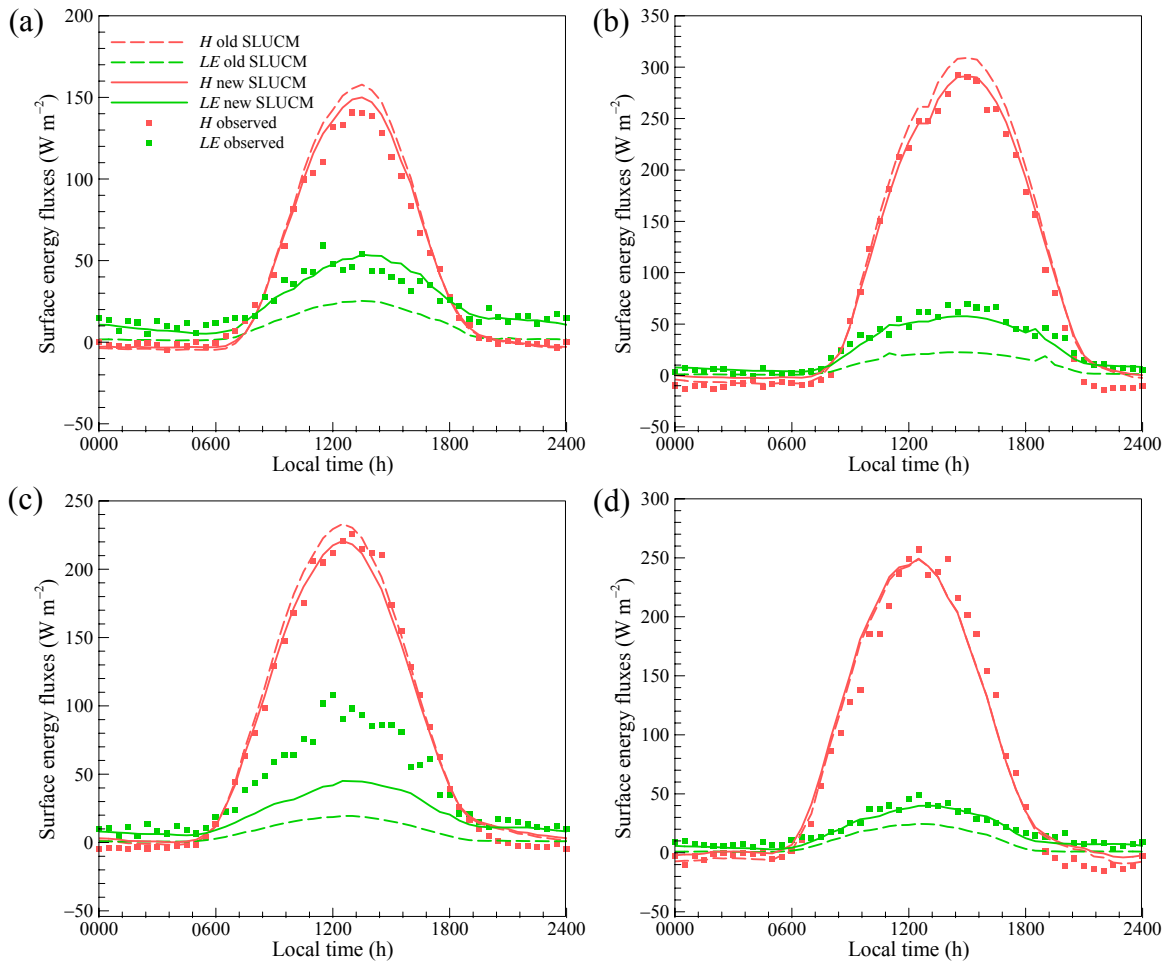 (a)
200
150
100
50
0
–50
Surface energy fluxes (W m⁻²)
H old SLUCM
LE old SLUCM
H new SLUCM
LE new SLUCM
H observed
LE observed
0000 0600 1200 1800 2400
Local time (h)
(b)
350
300
250
200
150
100
50
0
–50
Surface energy fluxes (W m⁻²)
0000 0600 1200 1800 2400
Local time (h)
(c)
250
200
150
100
50
0
–50
Surface energy fluxes (W m⁻²)
0000 0600 1200 1800 2400
Local time (h)
(d)
300
250
200
150
100
50
0
–50
Surface energy fluxes (W m⁻²)
0000 0600 1200 1800 2400
Local time (h)